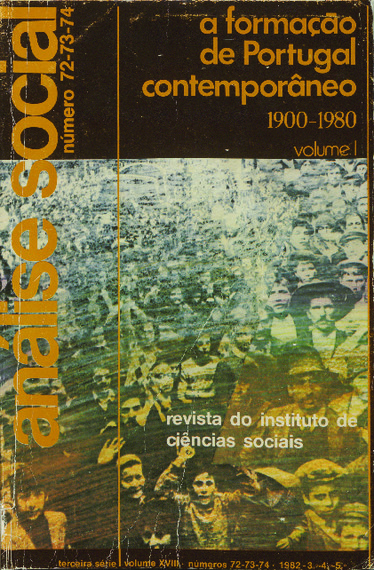 análise social
número 72-73-74
a formação
de Portugal
contemporâneo
1900-1980
volume I
revista do instituto de
ciências sociais
terceira série volume XVIII · números 72-73-74 · 1982 - 3.-4.-5.